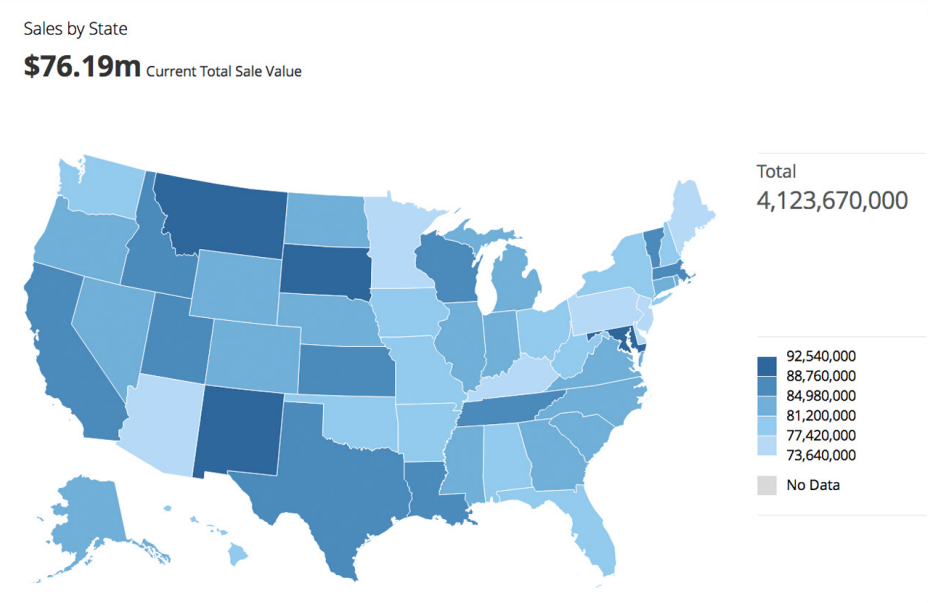 Sales by State
$76.19m Current Total Sale Value
Total
4,123,670,000
92,540,000
88,760,000
84,980,000
81,200,000
77,420,000
73,640,000
No Data